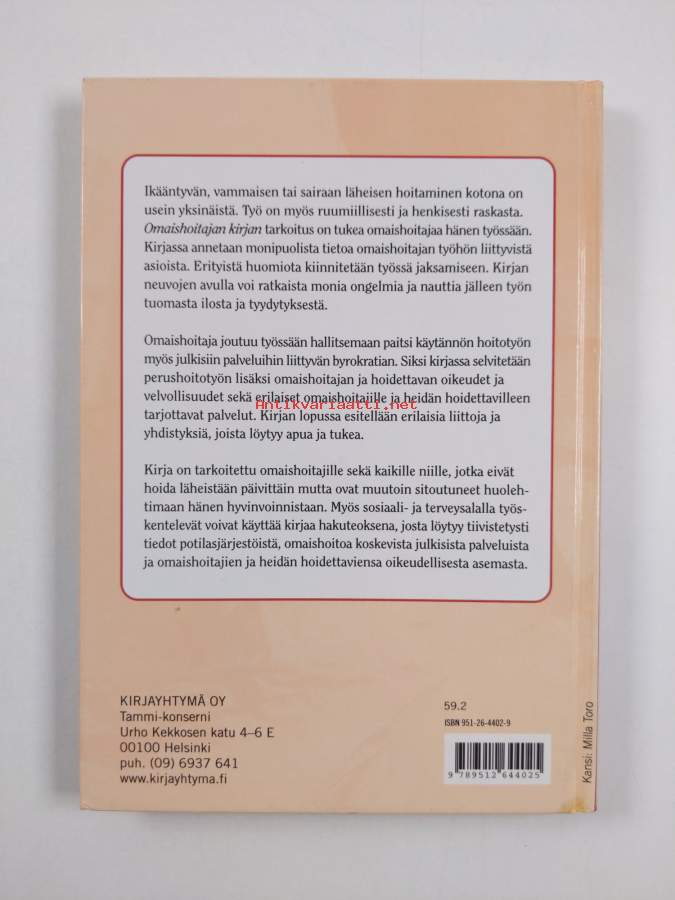 Ikääntyvän, vammaisen tai sairaan läheisen hoitaminen kotona on
usein yksinäistä. Työ on myös ruumiillisesti ja henkisesti raskasta.
Omaishoitajan kirjan tarkoitus on tukea omaishoitajaa hänen työssään.
Kirjassa annetaan monipuolista tietoa omaishoitajan työhön liittyvistä
asioista. Erityistä huomiota kiinnitetään työssä jaksamiseen. Kirjan
neuvojen avulla voi ratkaista monia ongelmia ja nauttia jälleen työn
tuomasta ilosta ja tyydytyksestä.
Omaishoitaja joutuu työssään hallitsemaan paitsi käytännön hoitotyön
myös julkisiin palveluihin liittyvän byrokratian. Siksi kirjassa selvitetään
perushoitotyön lisäksi omaishoitajan ja hoidettavan oikeudet ja
velvollisuudet sekä erilaiset omaishoitajille ja heidän hoidettavilleen
Antikvariaatti.net
tarjottavat palvelut. Kirjan lopussa esitellään erilaisia liittoja ja
yhdistyksiä, joista löytyy apua ja tukea.
Kirja on tarkoitettu omaishoitajille sekä kaikille niille, jotka eivät
hoida läheistään päivittäin mutta ovat muutoin sitoutuneet huoleh-
timaan hänen hyvinvoinnistaan. Myös sosiaali- ja terveysalalla työs-
kentelevät voivat käyttää kirjaa hakuteoksena, josta löytyy tiivistetysti
tiedot potilasjärjestöistä, omaishoitoa koskevista julkisista palveluista
ja omaishoitajien ja heidän hoidettaviensa oikeudellisesta asemasta.
KIRJAYHTYMÄ OY
Tammi-konserni
Urho Kekkosen katu 4–6 E
00100 Helsinki
puh. (09) 6937 641
www.kirjayhtyma.fi
59.2
ISBN 951-26-4402-9
9 789512 644025
Kansi: Milla Toro